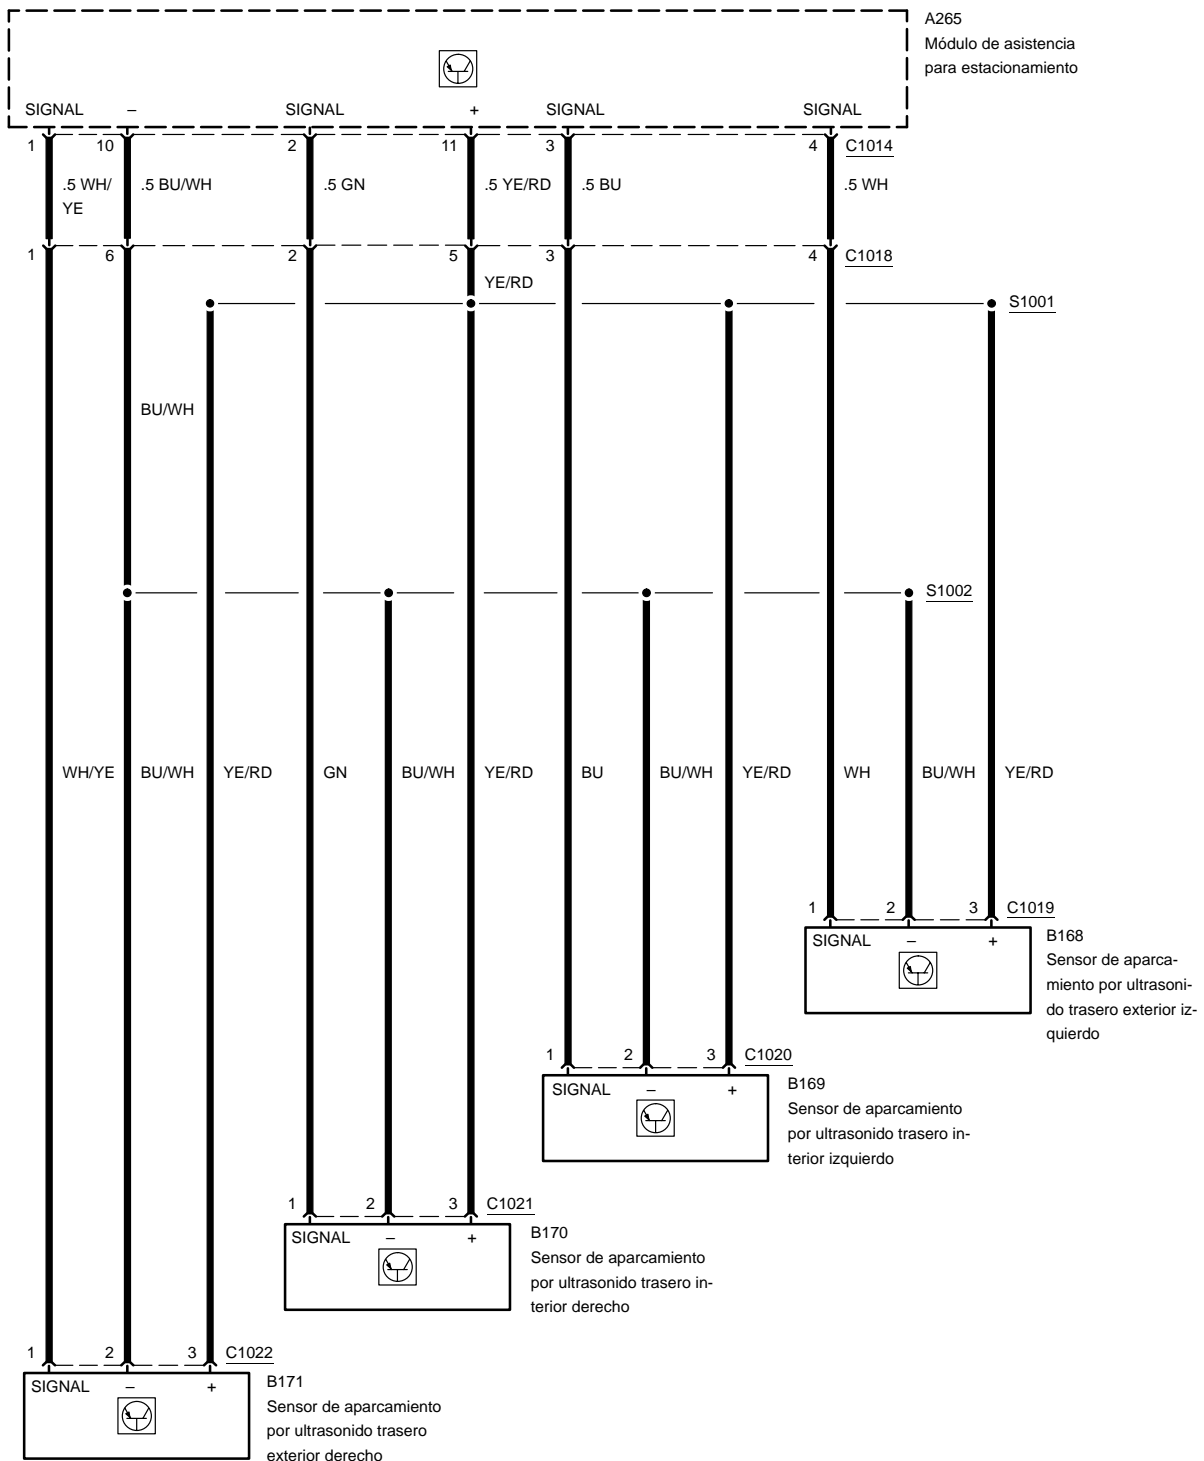 A265
Módulo de asistencia
para estacionamiento
SIGNAL – SIGNAL + SIGNAL SIGNAL
1 10 2 11 3 4 C1014
.5 WH/ .5 BU/WH .5 GN .5 YE/RD .5 BU .5 WH
YE
1 6 2 5 3 4 C1018
YE/RD
S1001
BU/WH
S1002
WH/YE BU/WH YE/RD GN BU/WH YE/RD BU BU/WH YE/RD WH BU/WH YE/RD
1 2 3 C1019
SIGNAL – +
B168
Sensor de aparca-
miento por ultrasoni-
do trasero exterior iz-
quierdo
1 2 3 C1020
SIGNAL – +
B169
Sensor de aparcamiento
por ultrasonido trasero in-
terior izquierdo
1 2 3 C1021
SIGNAL – +
B170
Sensor de aparcamiento
por ultrasonido trasero in-
terior derecho
1 2 3 C1022
SIGNAL – +
B171
Sensor de aparcamiento
por ultrasonido trasero
exterior derecho